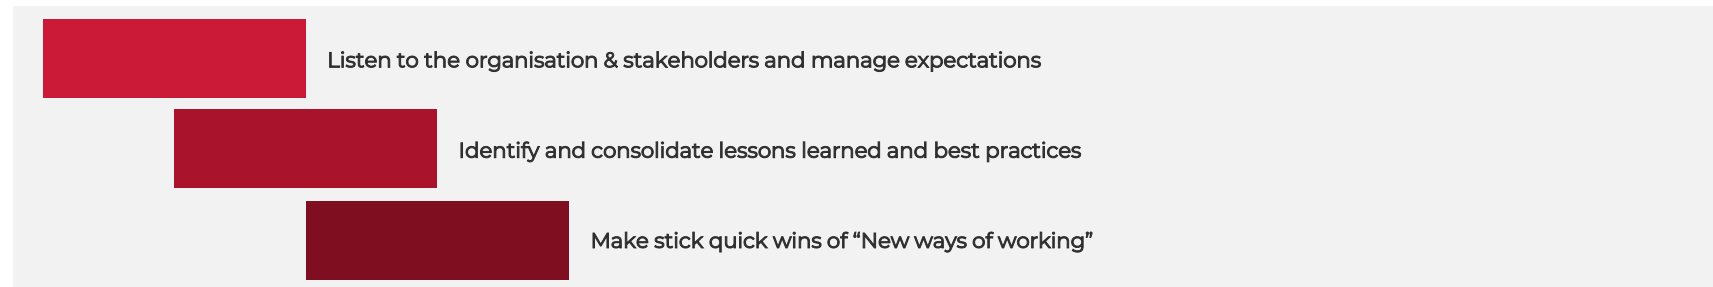 Listen to the organisation & stakeholders and manage expectations
Identify and consolidate lessons learned and best practices
Make stick quick wins of “New ways of working”